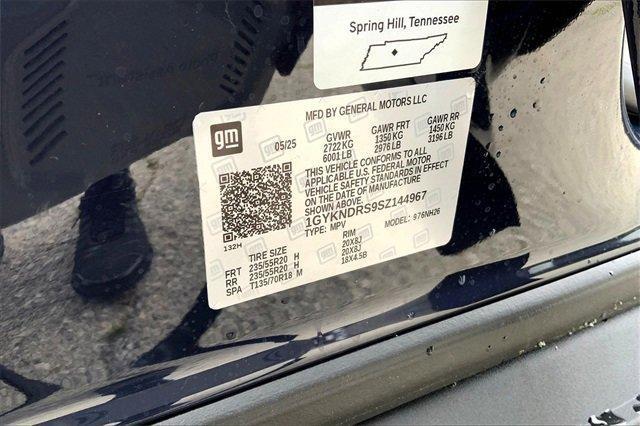 Spring Hill, Tennessee
MFD BY GENERAL MOTORS LLC
gm
05/25
GVWR GAWR FRT GAWR RR
2722 KG 1350 KG 1450 KG
6001 LB 2976 LB 3196 LB
THIS VEHICLE CONFORMS TO ALL
APPLICABLE U.S. FEDERAL MOTOR
VEHICLE SAFETY STANDARDS IN
EFFECT ON THE DATE OF MANUFACTURE
SHOWN ABOVE.
1GYKNDRS9SZ144967
TYPE: MPV MODEL: 976NH26
132H
TIRE SIZE RIM
FRT 235/55R20 H 20X8J
RR 235/55R20 H 20X8J
SPA T135/70R18 M 18X4.5B